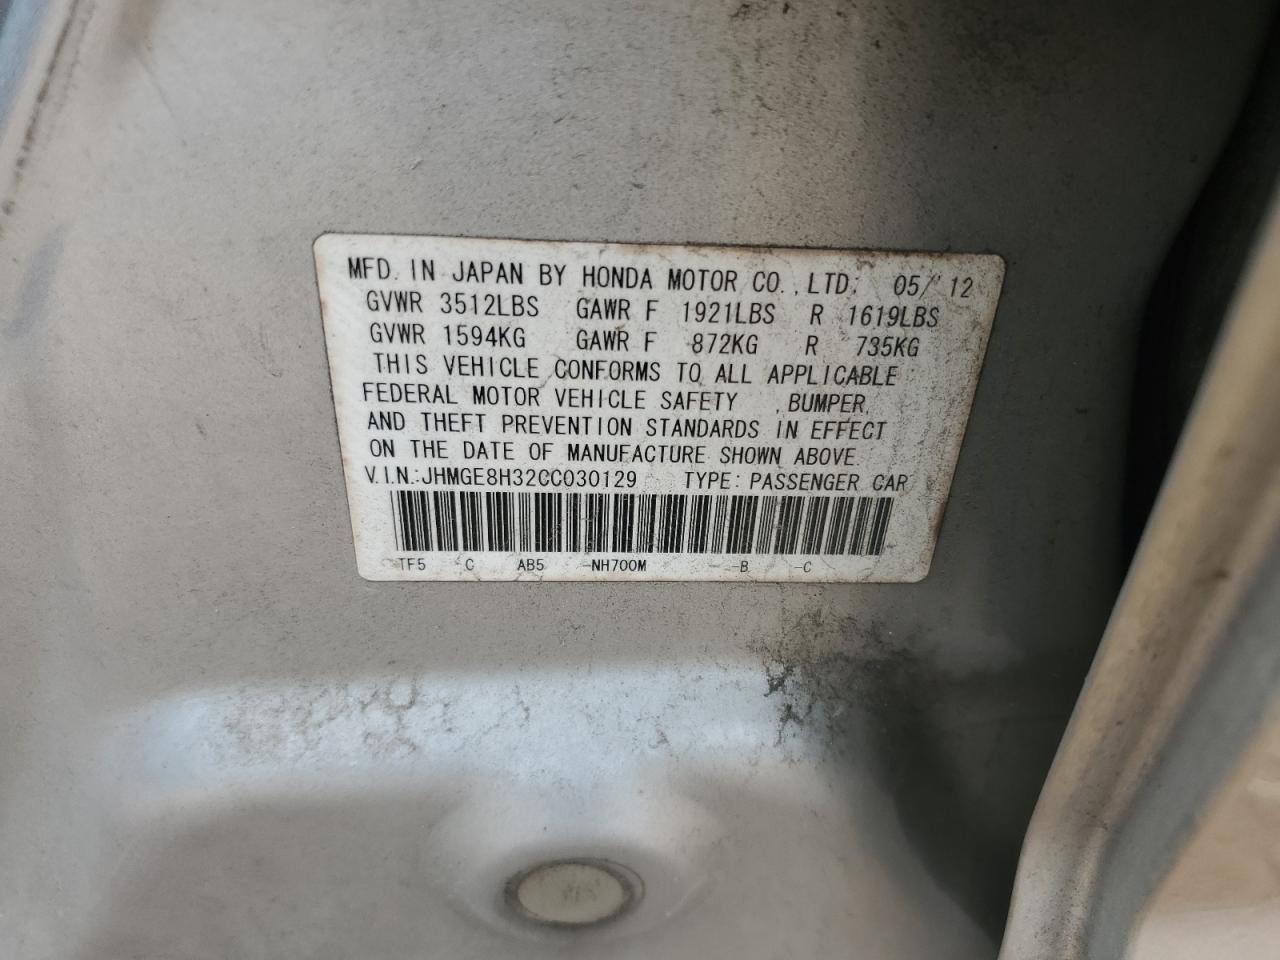 MFD. IN JAPAN BY HONDA MOTOR CO., LTD. 05/'12
GVWR 3512LBS GAWR F 1921LBS R 1619LBS
GVWR 1594KG GAWR F 872KG R 735KG
THIS VEHICLE CONFORMS TO ALL APPLICABLE
FEDERAL MOTOR VEHICLE SAFETY , BUMPER,
AND THEFT PREVENTION STANDARDS IN EFFECT
ON THE DATE OF MANUFACTURE SHOWN ABOVE
V.I.N.:JHMGE8H32CC030129 TYPE:PASSENGER CAR
TF5 C AB5 -NH700M -B -C